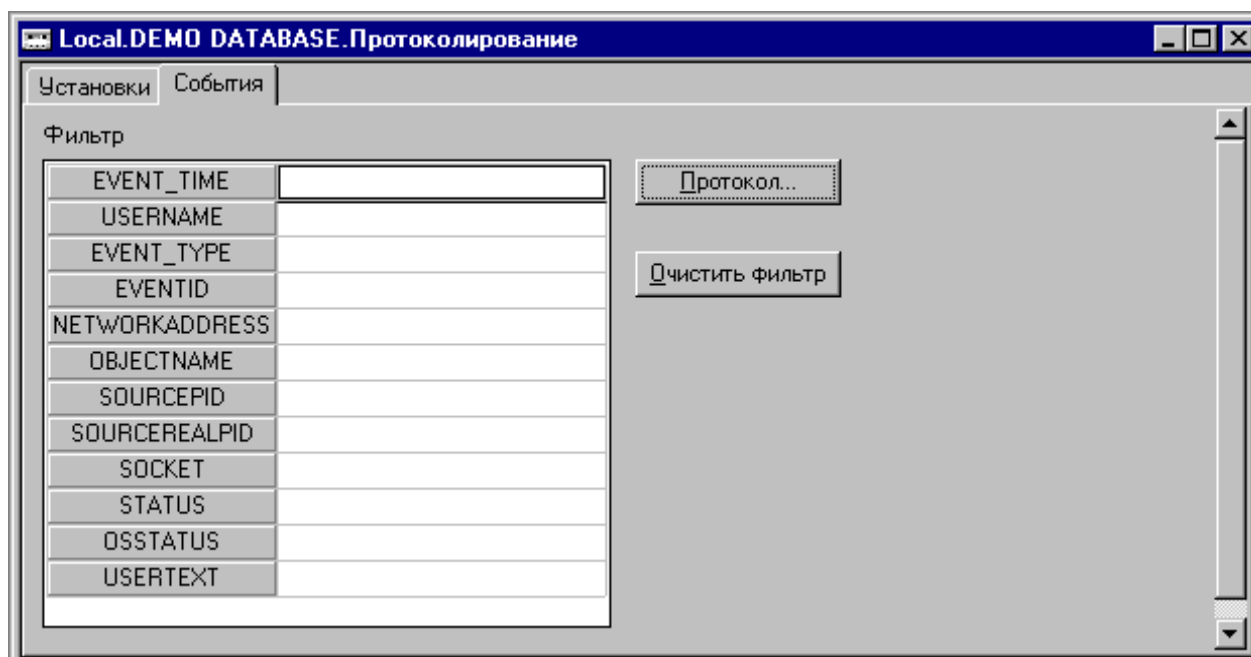 Local.DEMO DATABASE.Протоколирование
Установки События
Фильтр
EVENT_TIME
Протокол...
USERNAME
EVENT_TYPE
Очистить фильтр
EVENTID
NETWORKADDRESS
OBJECTNAME
SOURCEPID
SOURCEREALPID
SOCKET
STATUS
OSSTATUS
USERTEXT